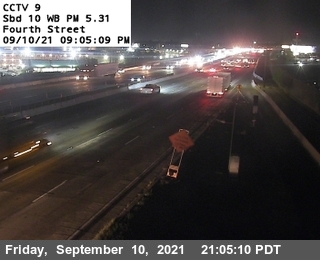 CCTV 9
Sbd 10 WB PM 5.31
Fourth Street
09/10/21 09:05:09 PM
Friday, September 10, 2021 21:05:10 PDT